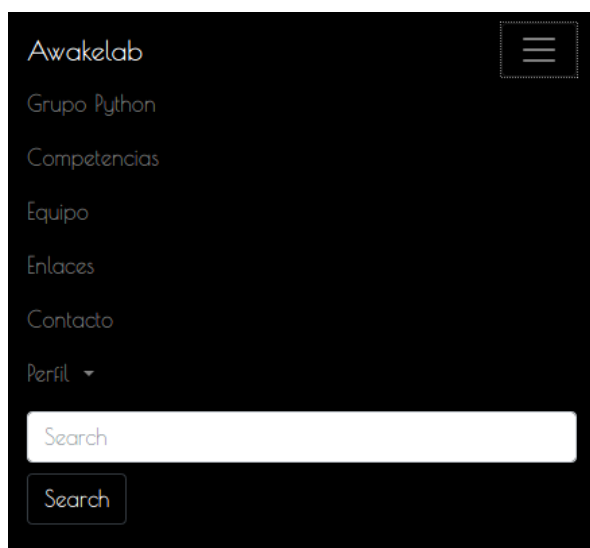 Awakelab
Grupo Python
Competencias
Equipo
Enlaces
Contacto
Perfil
Search
Search